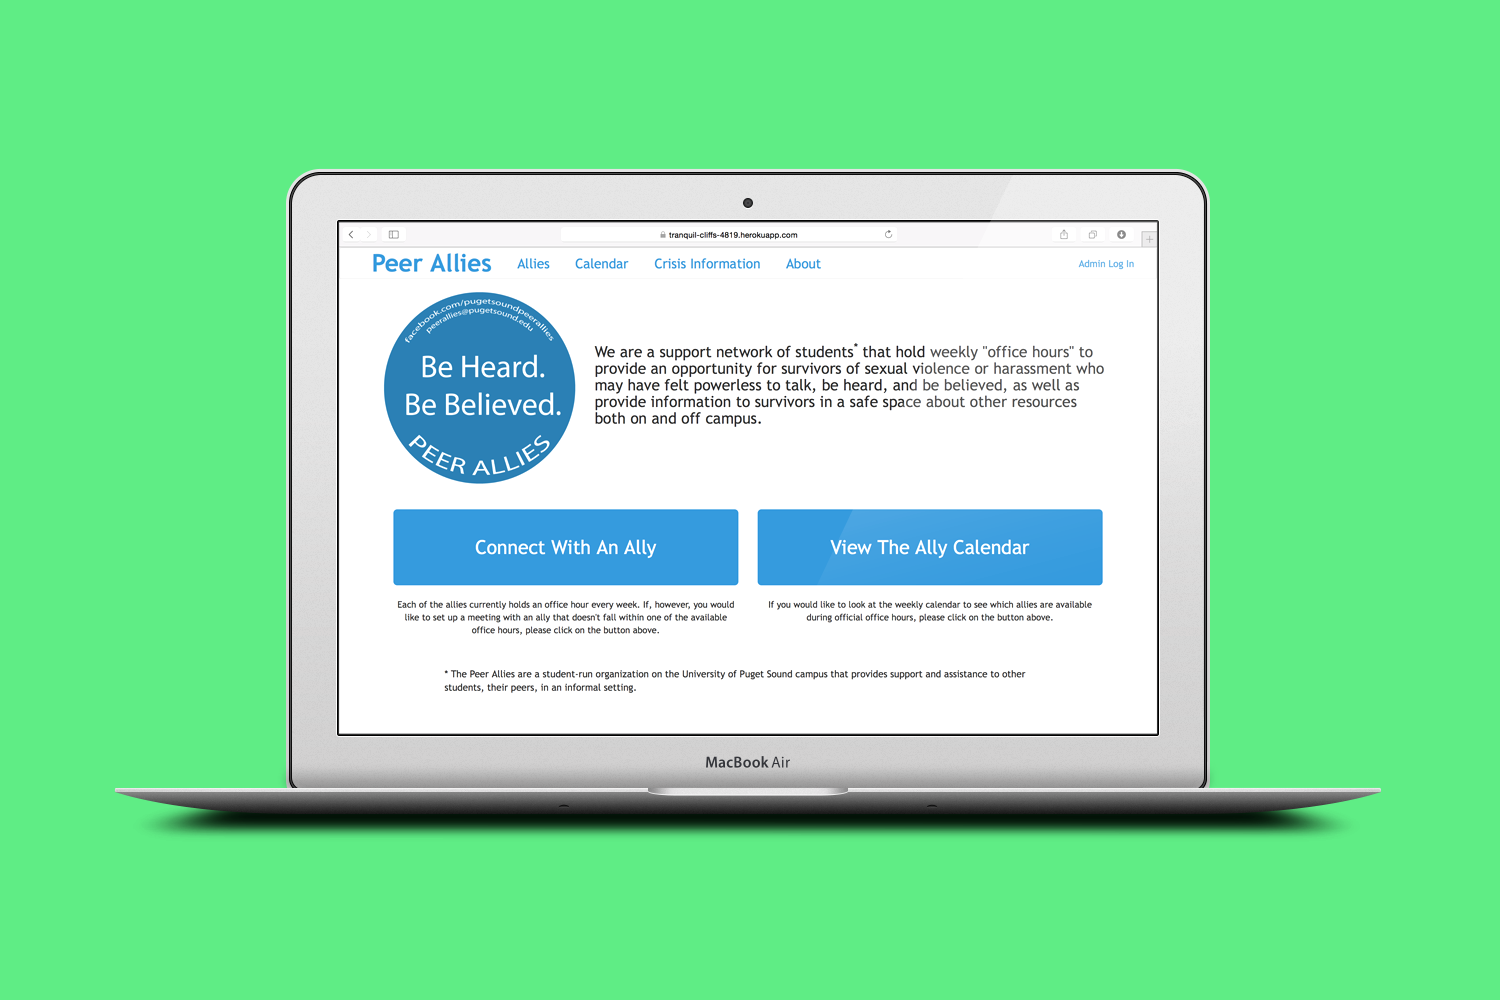 tranquil-cliffs-4819.herokuapp.com
Peer Allies Allies Calendar Crisis Information About Admin Log In
facebook.com/pugetsoundpeerallies
peerallies@pugetsound.edu
Be Heard.
Be Believed.
PEER ALLIES
We are a support network of students* that hold weekly "office hours" to
provide an opportunity for survivors of sexual violence or harassment who
may have felt powerless to talk, be heard, and be believed, as well as
provide information to survivors in a safe space about other resources
both on and off campus.
Connect With An Ally
Each of the allies currently holds an office hour every week. If, however, you would
like to set up a meeting with an ally that doesn't fall within one of the available
office hours, please click on the button above.
View The Ally Calendar
If you would like to look at the weekly calendar to see which allies are available
during official office hours, please click on the button above.
* The Peer Allies are a student-run organization on the University of Puget Sound campus that provides support and assistance to other
students, their peers, in an informal setting.
MacBook Air